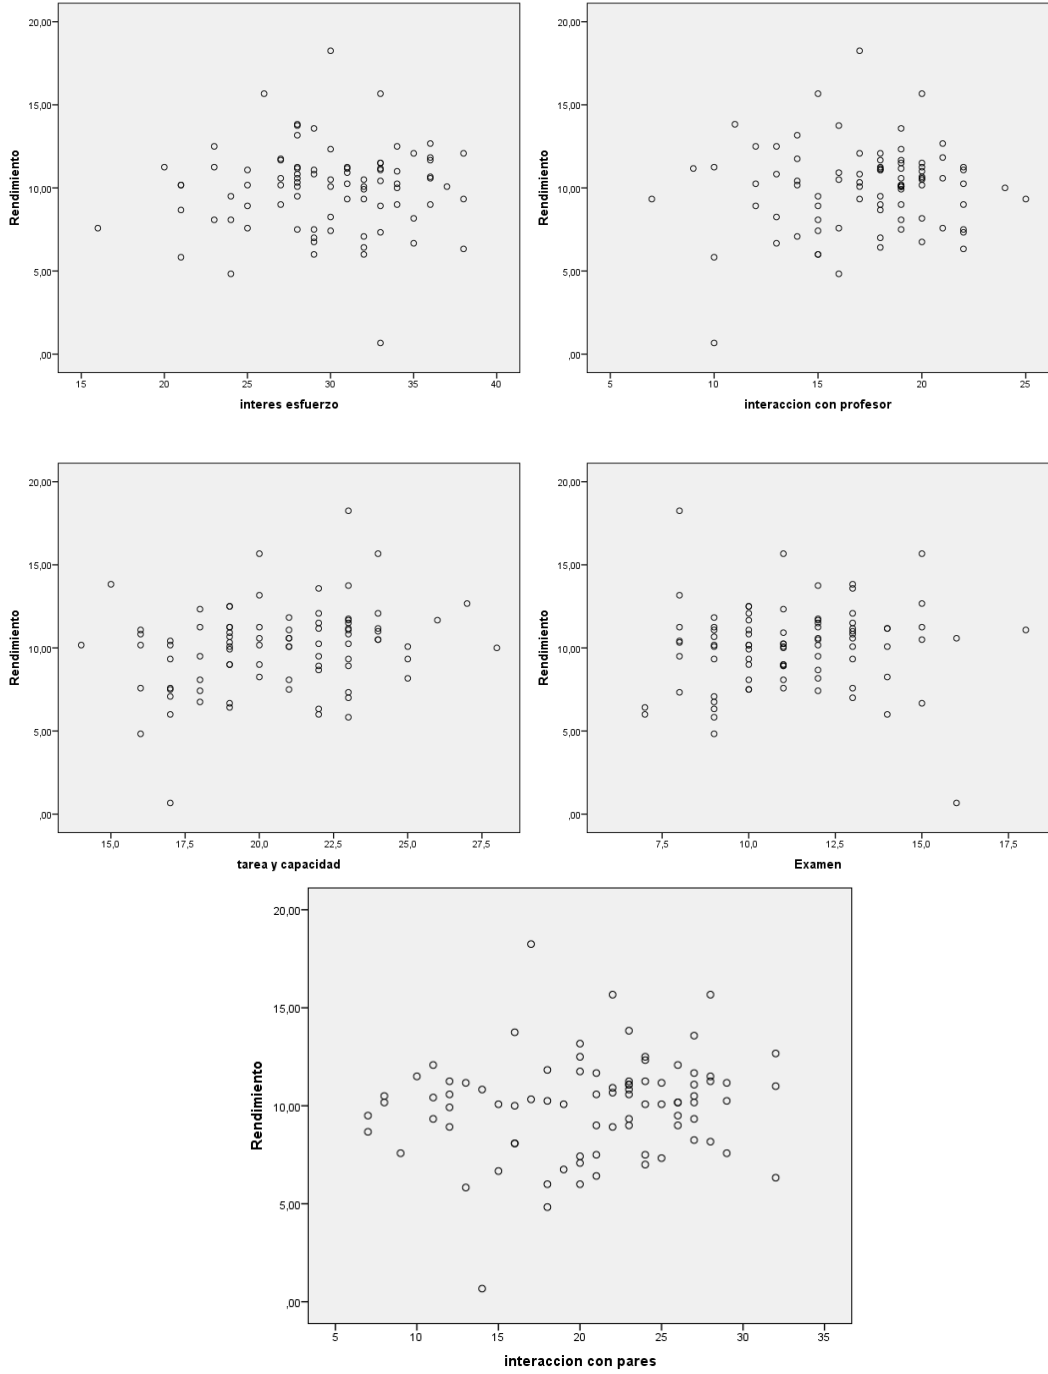 20,00
15,00
10,00
5,00
,00
Rendimiento
15 20 25 30 35 40
interes esfuerzo
20,00
15,00
10,00
5,00
,00
Rendimiento
5 10 15 20 25
interaccion con profesor
20,00
15,00
10,00
5,00
,00
Rendimiento
15,0 17,5 20,0 22,5 25,0 27,5
tarea y capacidad
20,00
15,00
10,00
5,00
,00
Rendimiento
7,5 10,0 12,5 15,0 17,5
Examen
20,00
15,00
10,00
5,00
,00
Rendimiento
5 10 15 20 25 30 35
interaccion con pares